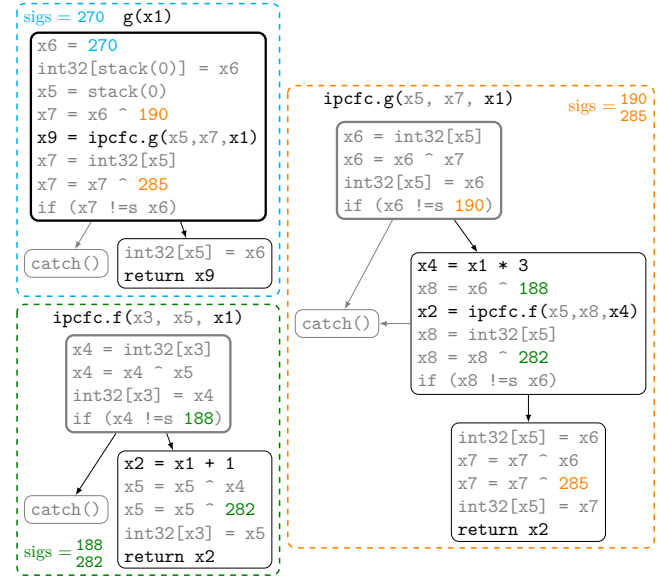 sigs = 270 g(x1)
x6 = 270
int32[stack(0)] = x6
x5 = stack(0)
x7 = x6 ^ 190
x9 = ipcfc.g(x5,x7,x1)
x7 = int32[x5]
x7 = x7 ^ 285
if (x7 !=s x6)
catch()
int32[x5] = x6
return x9
ipcfc.f(x3, x5, x1)
x4 = int32[x3]
x4 = x4 ^ x5
int32[x3] = x4
if (x4 !=s 188)
catch()
x2 = x1 + 1
x5 = x5 ^ x4
x5 = x5 ^ 282
int32[x3] = x5
return x2
sigs = 188
282
ipcfc.g(x5, x7, x1)
sigs = 190
285
x6 = int32[x5]
x6 = x6 ^ x7
int32[x5] = x6
if (x6 !=s 190)
catch()
x4 = x1 * 3
x8 = x6 ^ 188
x2 = ipcfc.f(x5,x8,x4)
x8 = int32[x5]
x8 = x8 ^ 282
if (x8 !=s x6)
int32[x5] = x6
x7 = x7 ^ x6
x7 = x7 ^ 285
int32[x5] = x7
return x2